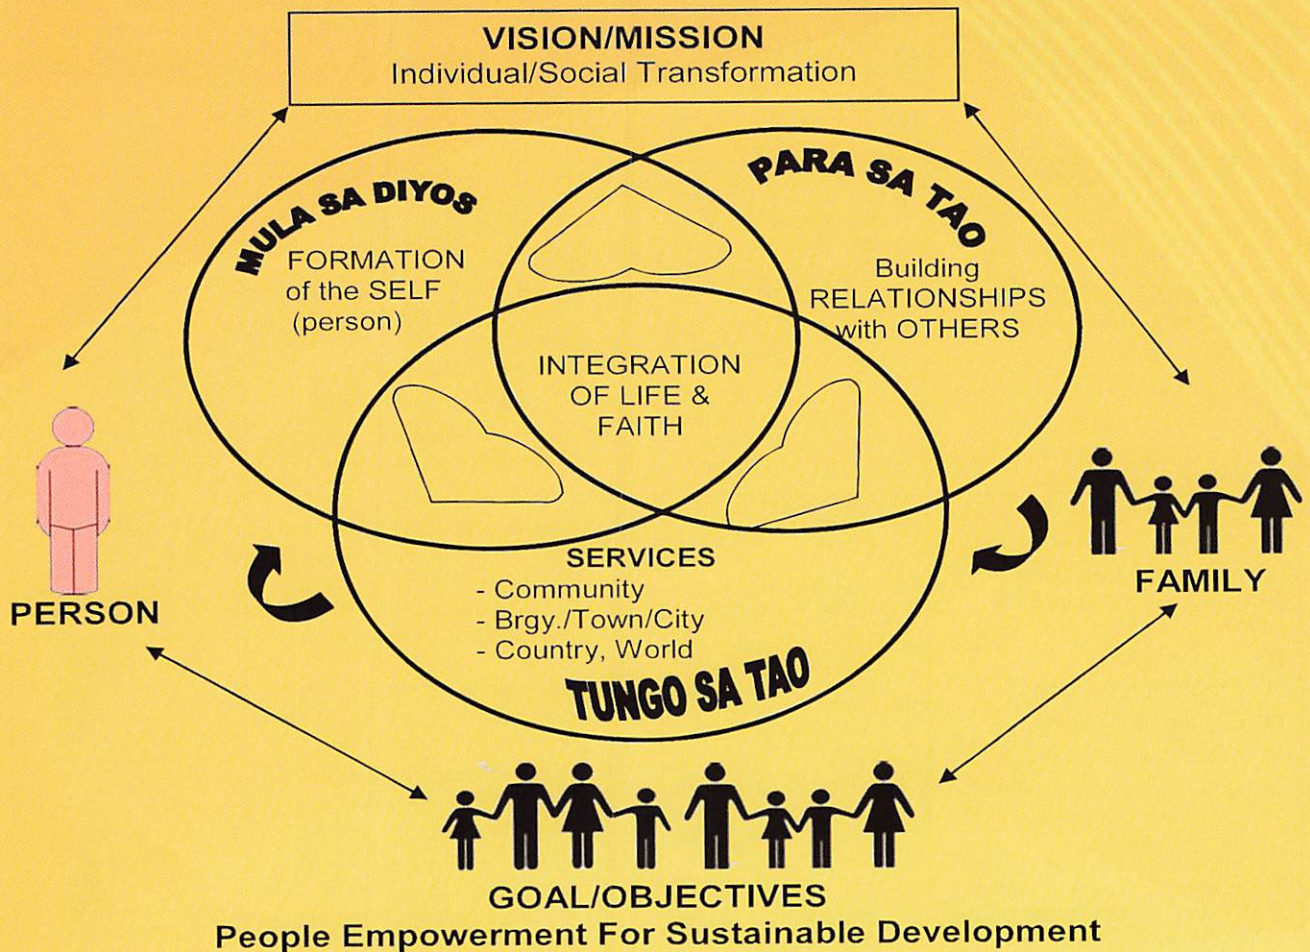 VISION/MISSION
Individual/Social Transformation
MULA SA DIYOS
FORMATION
of the SELF
(person)
PARA SA TAO
Building
RELATIONSHIPS
with OTHERS
INTEGRATION
OF LIFE &
FAITH
PERSON
FAMILY
SERVICES
- Community
- Brgy./Town/City
- Country, World
TUNGO SA TAO
GOAL/OBJECTIVES
People Empowerment For Sustainable Development